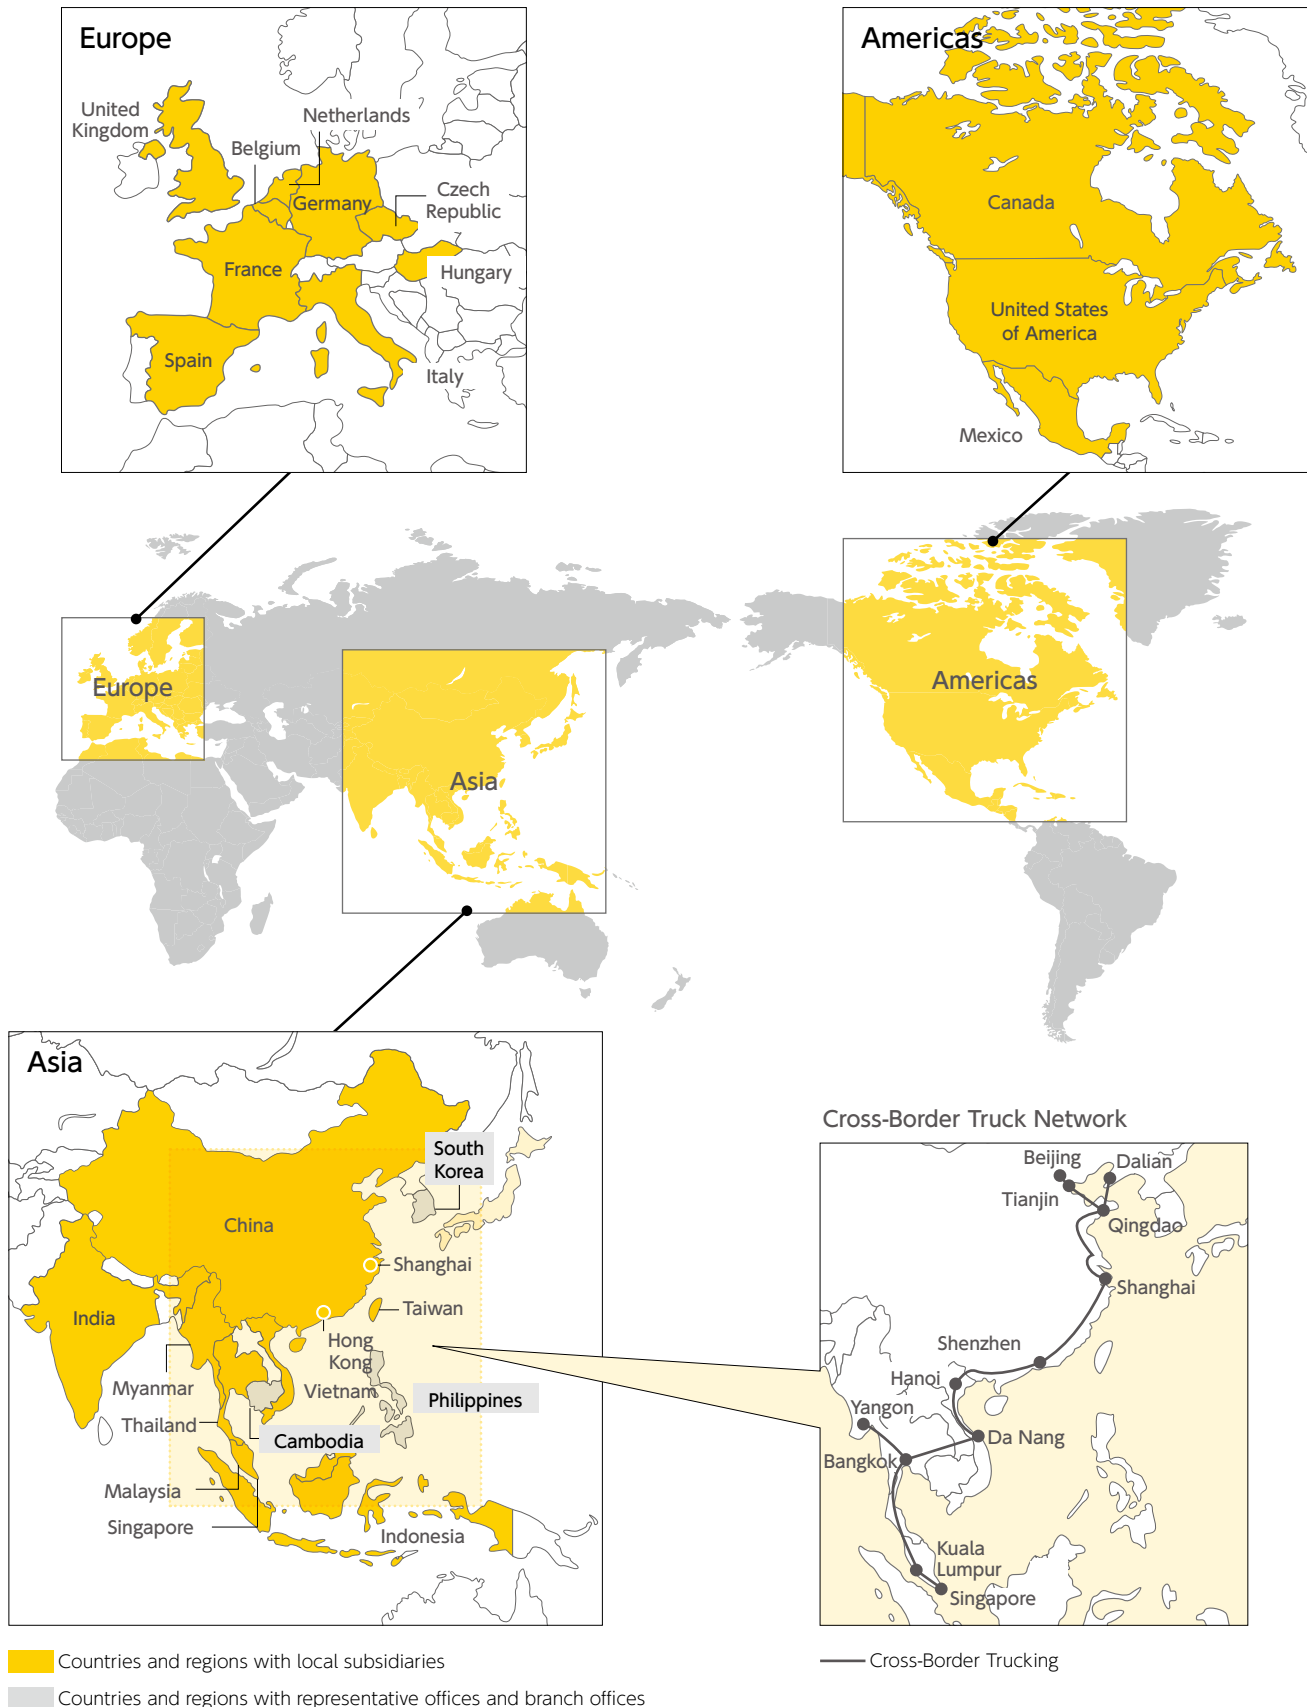 Europe
United
Kingdom
Netherlands
Belgium
Germany
Czech
Republic
France
Hungary
Spain
Italy
Americas
Canada
United States
of America
Mexico
Europe
Asia
Americas
Asia
South
Korea
China
Shanghai
India
Taiwan
Hong
Kong
Myanmar
Vietnam
Philippines
Thailand
Cambodia
Malaysia
Singapore
Indonesia
Cross-Border Truck Network
Beijing
Dalian
Tianjin
Qingdao
Shanghai
Shenzhen
Hanoi
Yangon
Da Nang
Bangkok
Kuala
Lumpur
Singapore
Countries and regions with local subsidiaries
Cross-Border Trucking
Countries and regions with representative offices and branch offices